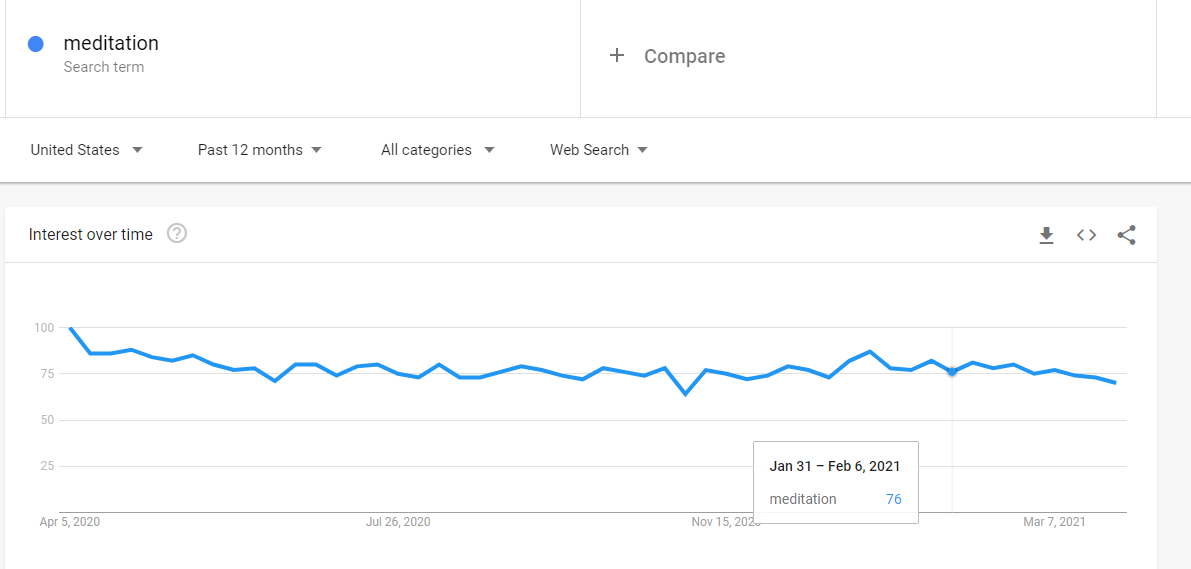 meditation
Search term
+ Compare
United States
Past 12 months
All categories
Web Search
Interest over time
?
100
75
50
25
Jan 31 – Feb 6, 2021
meditation 76
Apr 5, 2020
Jul 26, 2020
Nov 15, 2020
Mar 7, 2021